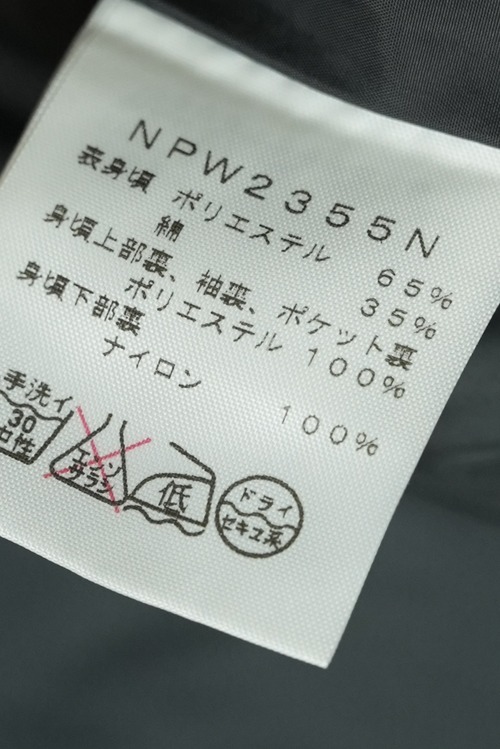 NPW2355N
表身頃 ポリエステル 65%
綿 35%
身頃上部裏、袖裏、ポケット裏
ポリエステル 100%
身頃下部裏
ナイロン 100%
手洗イ
30
中性
エンソ
サラシ
低
ドライ
セキユ系